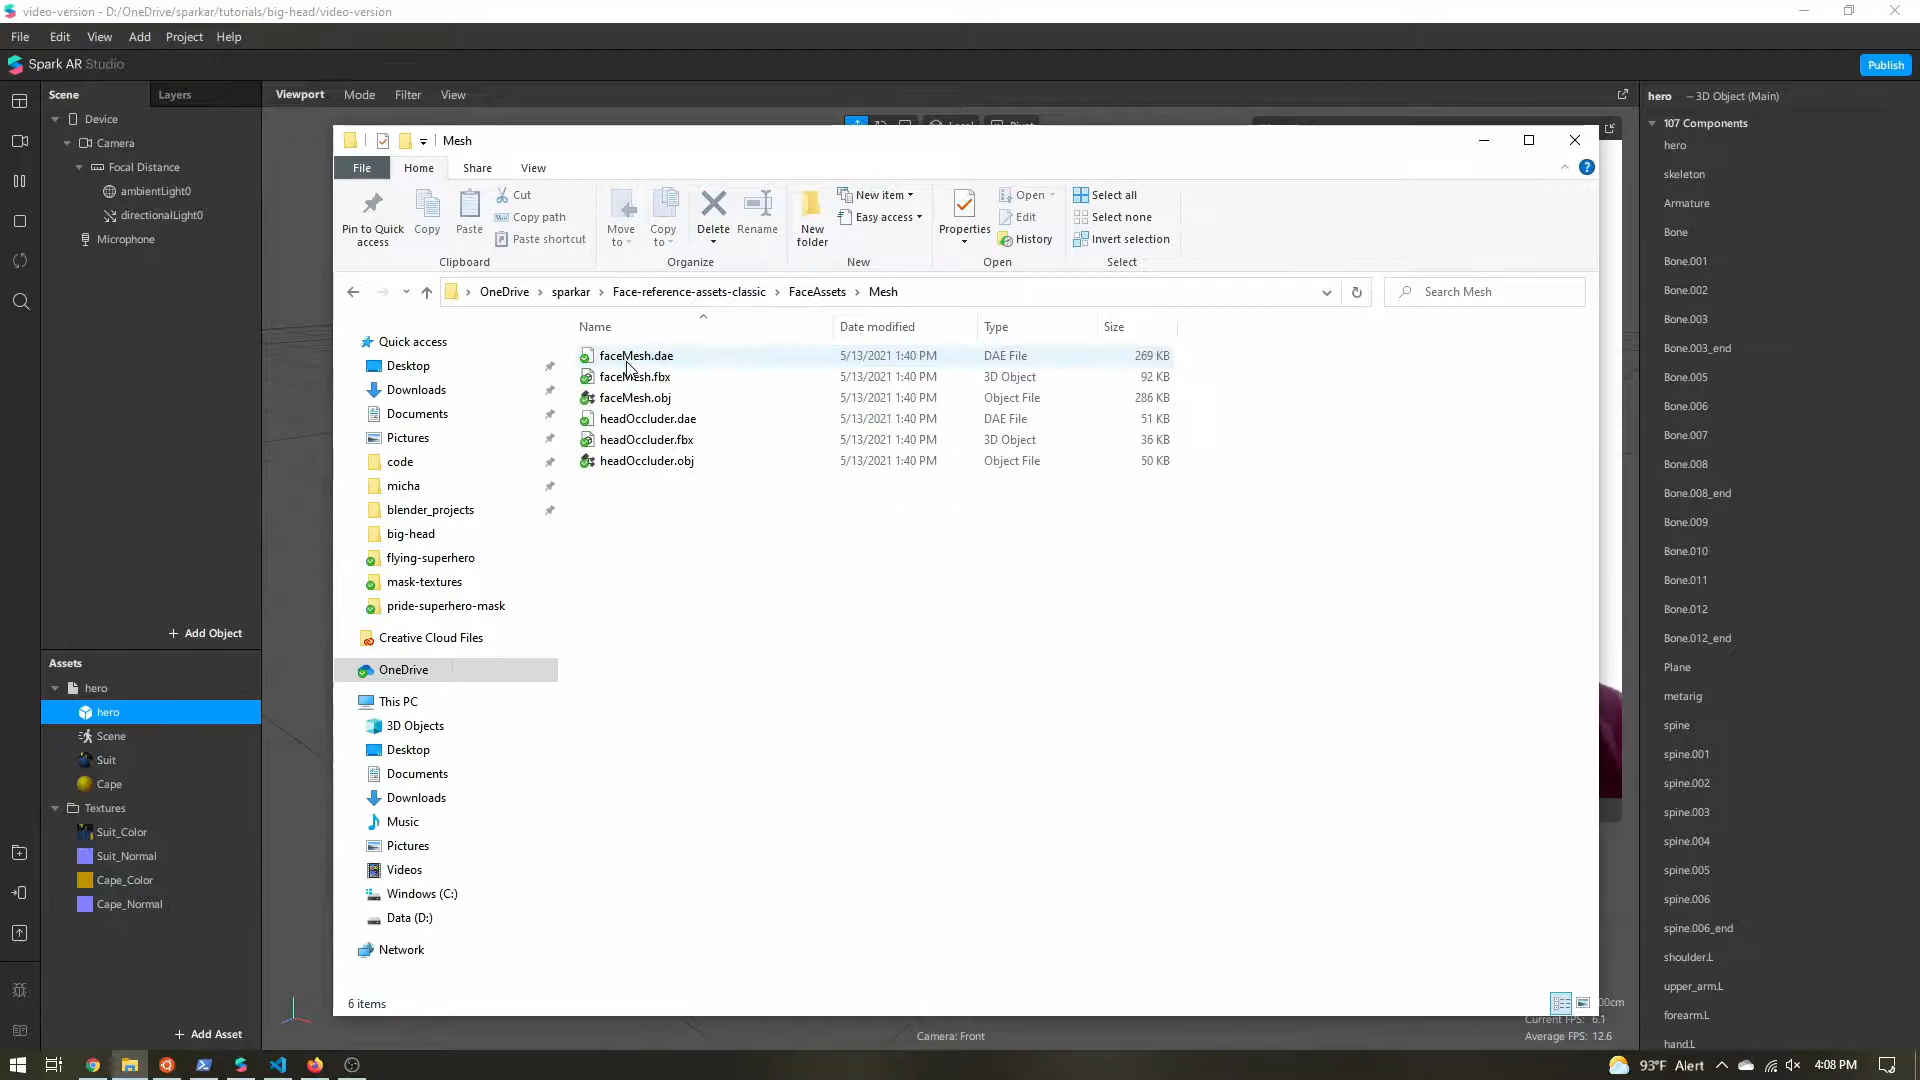 video-version - D:/OneDrive/sparkar/tutorials/big-head/video-version
File Edit View Add Project Help
Spark AR Studio
Publish
Scene
Layers
Device
Camera
Focal Distance
ambientLight0
directionalLight0
Microphone
+ Add Object
Assets
hero
hero
Scene
Suit
Cape
Textures
Suit_Color
Suit_Normal
Cape_Color
Cape_Normal
+ Add Asset
Viewport Mode Filter View
Mesh
File Home Share View
Pin to Quick access
Copy
Paste
Cut
Copy path
Paste shortcut
Clipboard
Move to
Copy to
Delete
Rename
Organize
New folder
New item
Easy access
New
Properties
Open
Edit
History
Open
Select all
Select none
Invert selection
Select
OneDrive > sparkar > Face-reference-assets-classic > FaceAssets > Mesh
Search Mesh
Quick access
Desktop
Downloads
Documents
Pictures
code
micha
blender_projects
big-head
flying-superhero
mask-textures
pride-superhero-mask
Creative Cloud Files
OneDrive
This PC
3D Objects
Desktop
Documents
Downloads
Music
Pictures
Videos
Windows (C:)
Data (D:)
Network
Name Date modified Type Size
faceMesh.dae 5/13/2021 1:40 PM DAE File 269 KB
faceMesh.fbx 5/13/2021 1:40 PM 3D Object 92 KB
faceMesh.obj 5/13/2021 1:40 PM Object File 286 KB
headOccluder.dae 5/13/2021 1:40 PM DAE File 51 KB
headOccluder.fbx 5/13/2021 1:40 PM 3D Object 36 KB
headOccluder.obj 5/13/2021 1:40 PM Object File 50 KB
6 items
Camera: Front
Current FPS: 6.1
Average FPS: 12.6
hero – 3D Object (Main)
107 Components
hero
skeleton
Armature
Bone
Bone.001
Bone.002
Bone.003
Bone.003_end
Bone.005
Bone.006
Bone.007
Bone.008
Bone.008_end
Bone.009
Bone.010
Bone.011
Bone.012
Bone.012_end
Plane
metarig
spine
spine.001
spine.002
spine.003
spine.004
spine.005
spine.006
spine.006_end
shoulder.L
upper_arm.L
forearm.L
hand.L
93°F Alert
4:08 PM